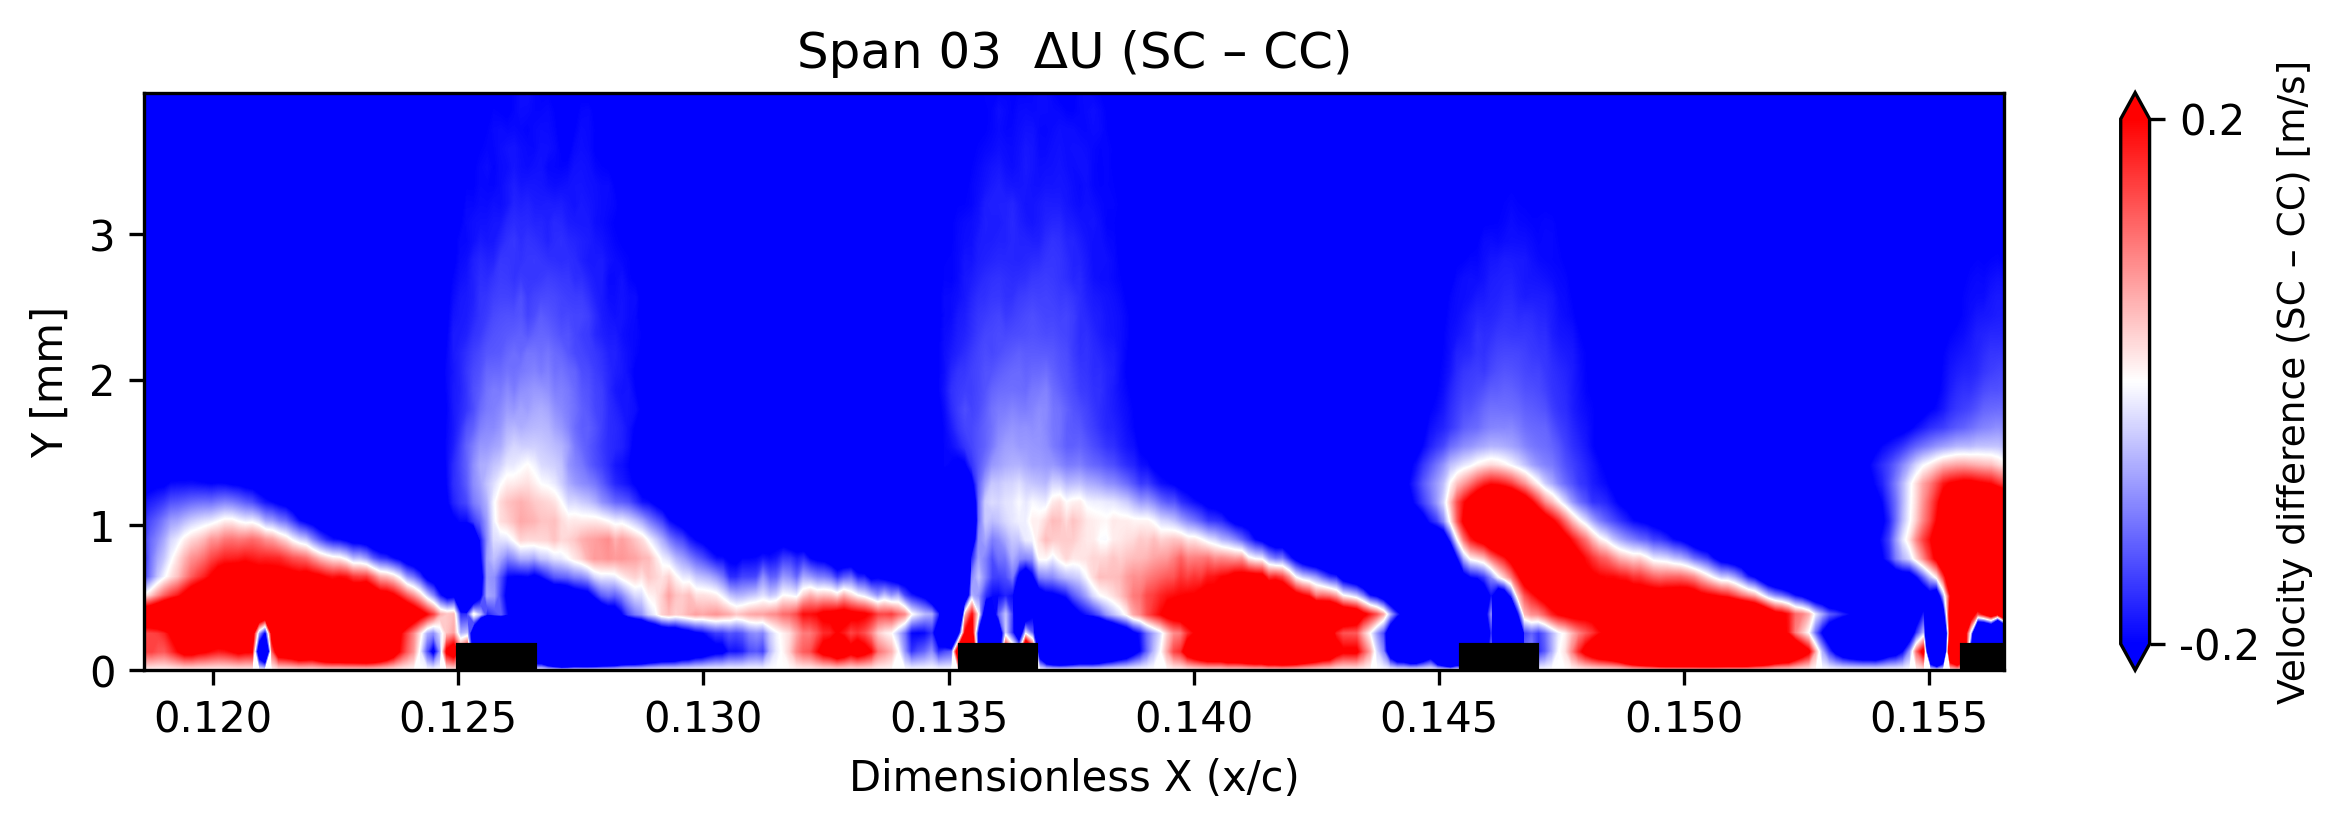 Span 03  ΔU (SC – CC)
3
2
1
0
Y [mm]
0.120 0.125 0.130 0.135 0.140 0.145 0.150 0.155
Dimensionless X (x/c)
0.2
-0.2
Velocity difference (SC – CC) [m/s]